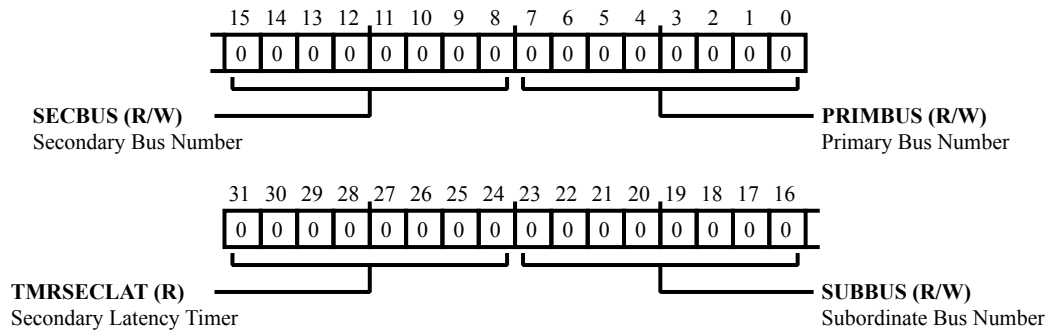 15 14 13 12 11 10 9 8 7 6 5 4 3 2 1 0
0 0 0 0 0 0 0 0 0 0 0 0 0 0 0 0
SECBUS (R/W)
Secondary Bus Number
PRIMBUS (R/W)
Primary Bus Number
31 30 29 28 27 26 25 24 23 22 21 20 19 18 17 16
0 0 0 0 0 0 0 0 0 0 0 0 0 0 0 0
TMRSECLAT (R)
Secondary Latency Timer
SUBBUS (R/W)
Subordinate Bus Number